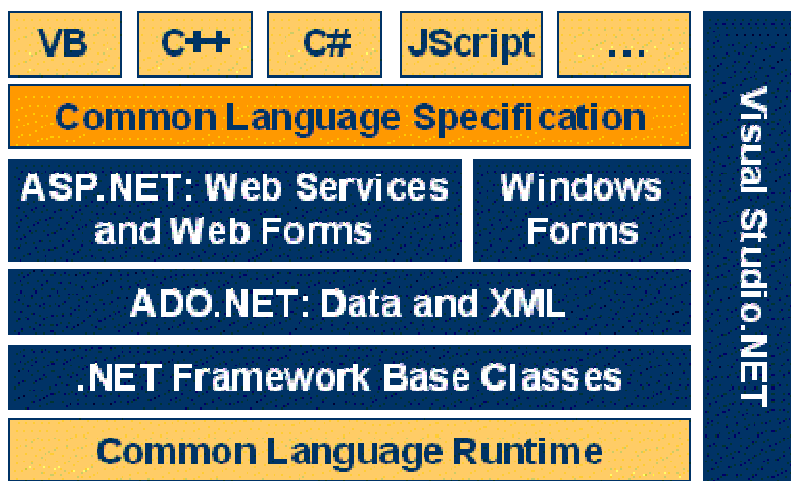 VB C++ C# JScript ...
Common Language Specification
ASP.NET: Web Services
and Web Forms
Windows
Forms
ADO.NET: Data and XML
.NET Framework Base Classes
Common Language Runtime
Visual Studio.NET